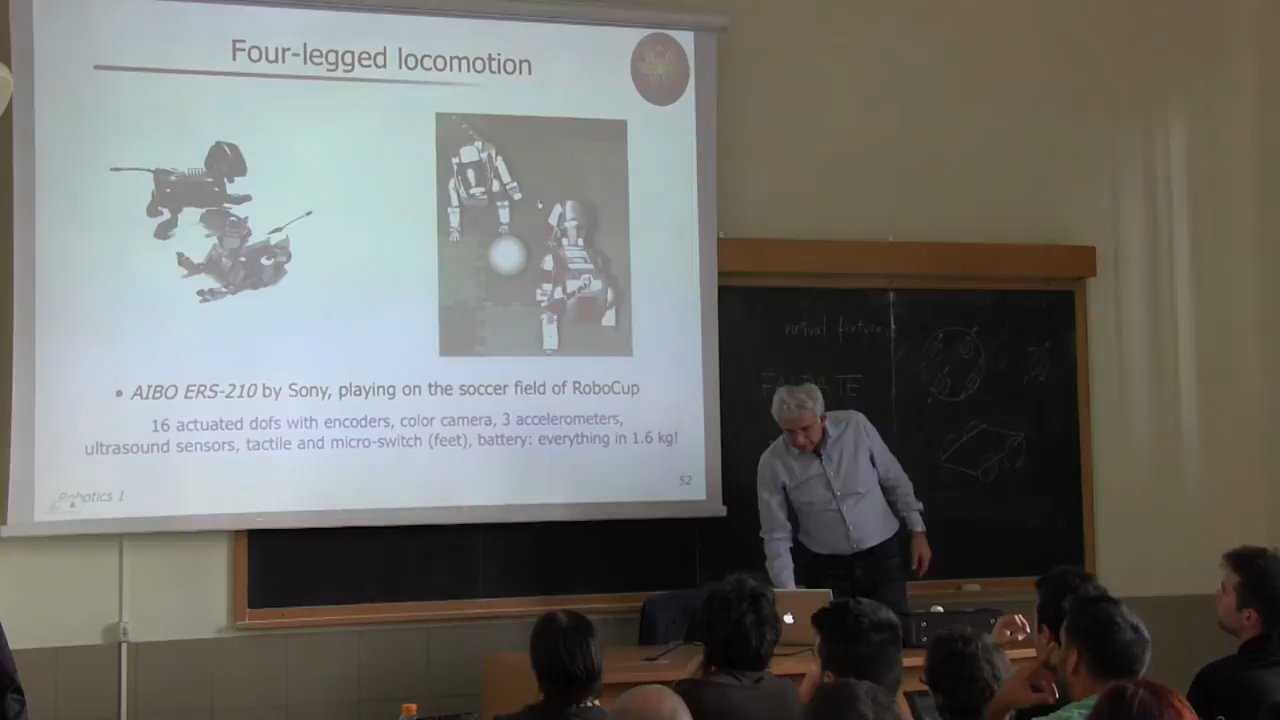 Four-legged locomotion
• AIBO ERS-210 by Sony, playing on the soccer field of RoboCup
16 actuated dofs with encoders, color camera, 3 accelerometers,
ultrasound sensors, tactile and micro-switch (feet), battery: everything in 1.6 kg!
Robotics 1
52
virtual fixtures